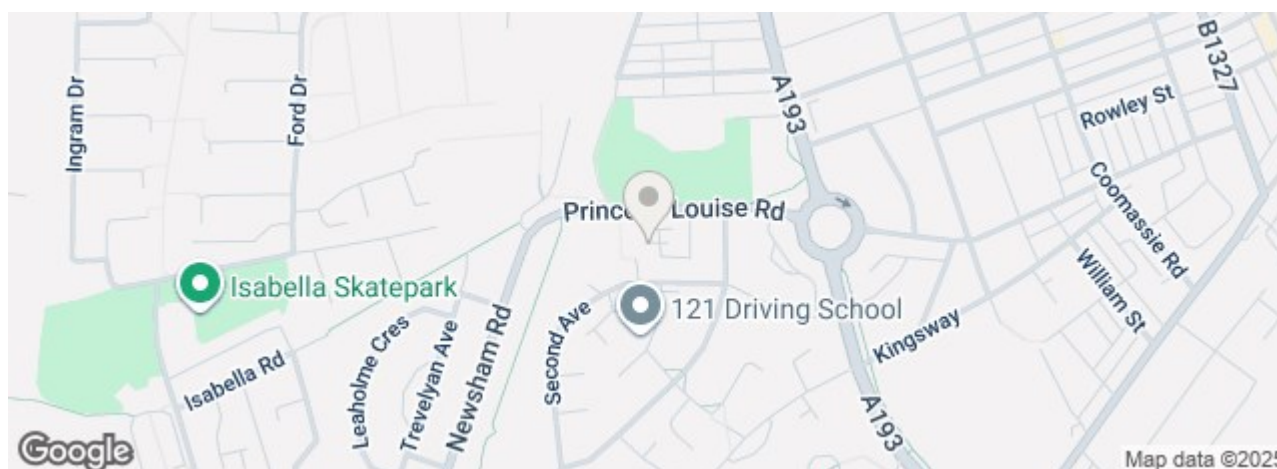 B1327
A193
Rowley St
Ford Dr
Ingram Dr
Coomassie Rd
Louise Rd
William St
Isabella Skatepark
121 Driving School
Second Ave
Newsham Rd
Kingsway
Leaholme Cres
Trevelyan Ave
Isabella Rd
A193
Google
Map data ©2025